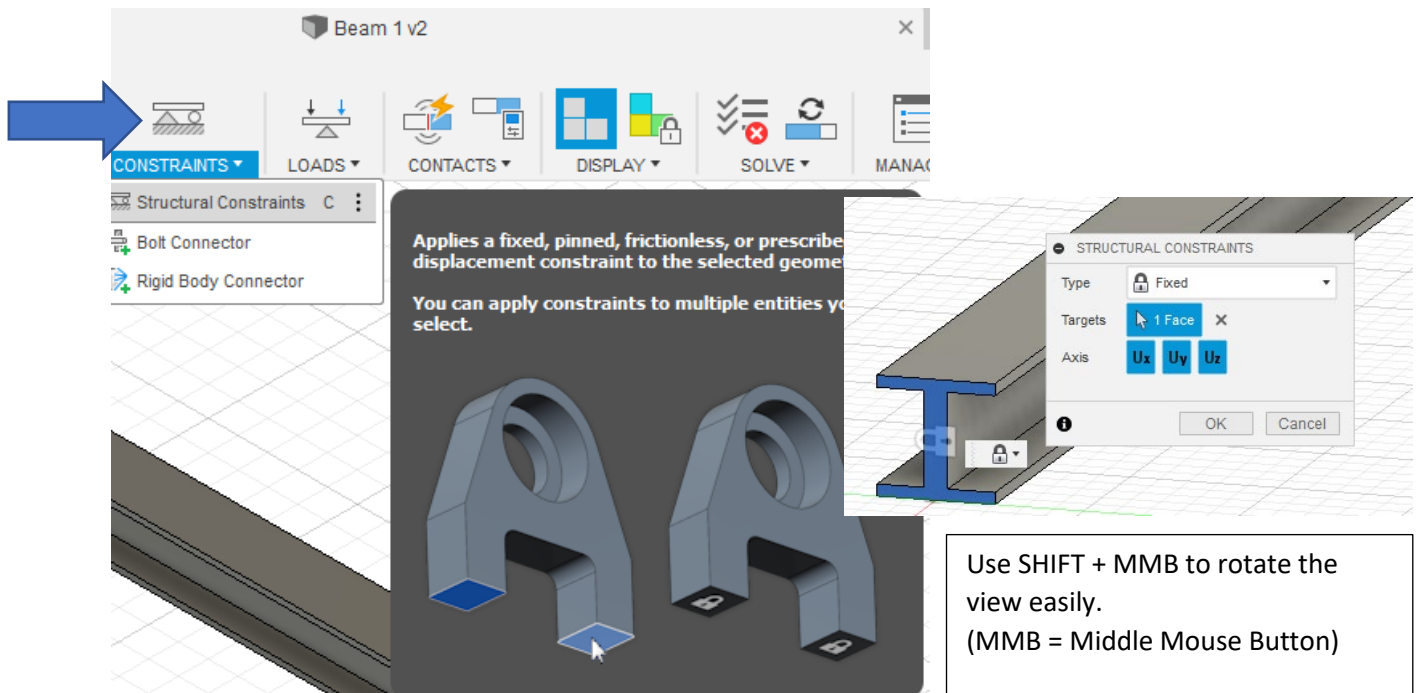 Beam 1 v2
CONSTRAINTS
LOADS
CONTACTS
DISPLAY
SOLVE
Structural Constraints C
Bolt Connector
Rigid Body Connector
Applies a fixed, pinned, frictionless, or prescribe
displacement constraint to the selected geome
You can apply constraints to multiple entities yo
select.
STRUCTURAL CONSTRAINTS
Type Fixed
Targets 1 Face
Axis Ux Uy Uz
OK Cancel
Use SHIFT + MMB to rotate the
view easily.
(MMB = Middle Mouse Button)